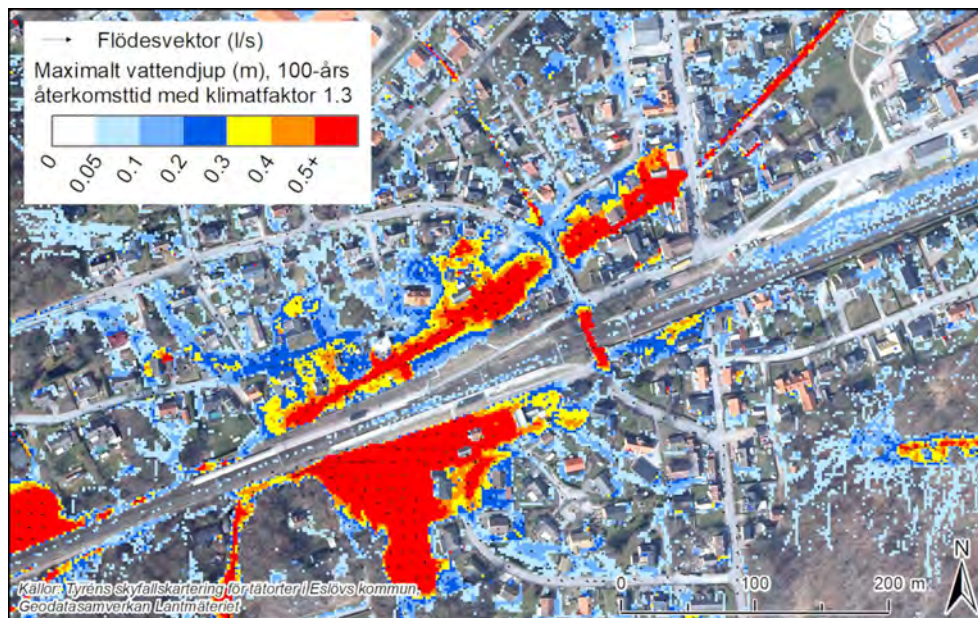 Flödesvektor (l/s)
Maximalt vattendjup (m), 100-års
återkomsttid med klimatfaktor 1.3
0 0.05 0.1 0.2 0.3 0.4 0.5+
Källor: Tyréns skyfallskartering för tätorter i Eslövs kommun,
Geodatasamverkan Lantmäteriet
0 100 200 m
N